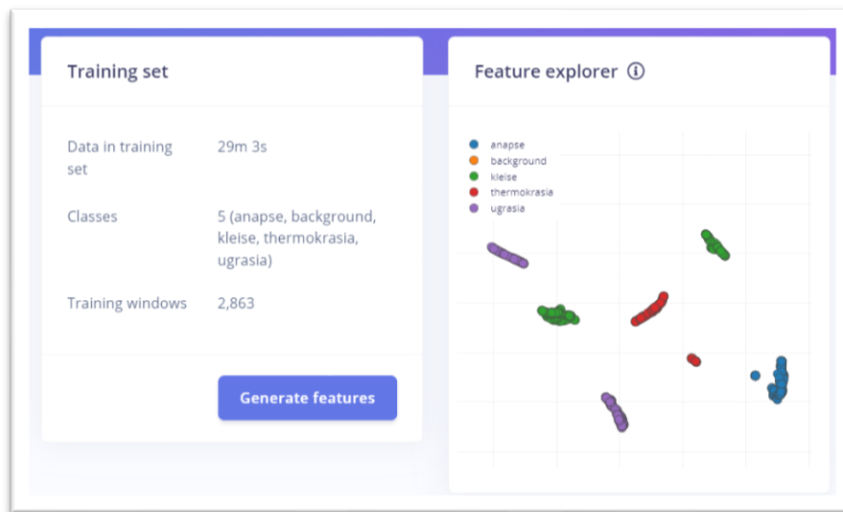 Training set
Data in training
set
29m 3s
Classes
5 (anapse, background,
kleise, thermokrasia,
ugrasia)
Training windows
2,863
Generate features
Feature explorer
anapse
background
kleise
thermokrasia
ugrasia